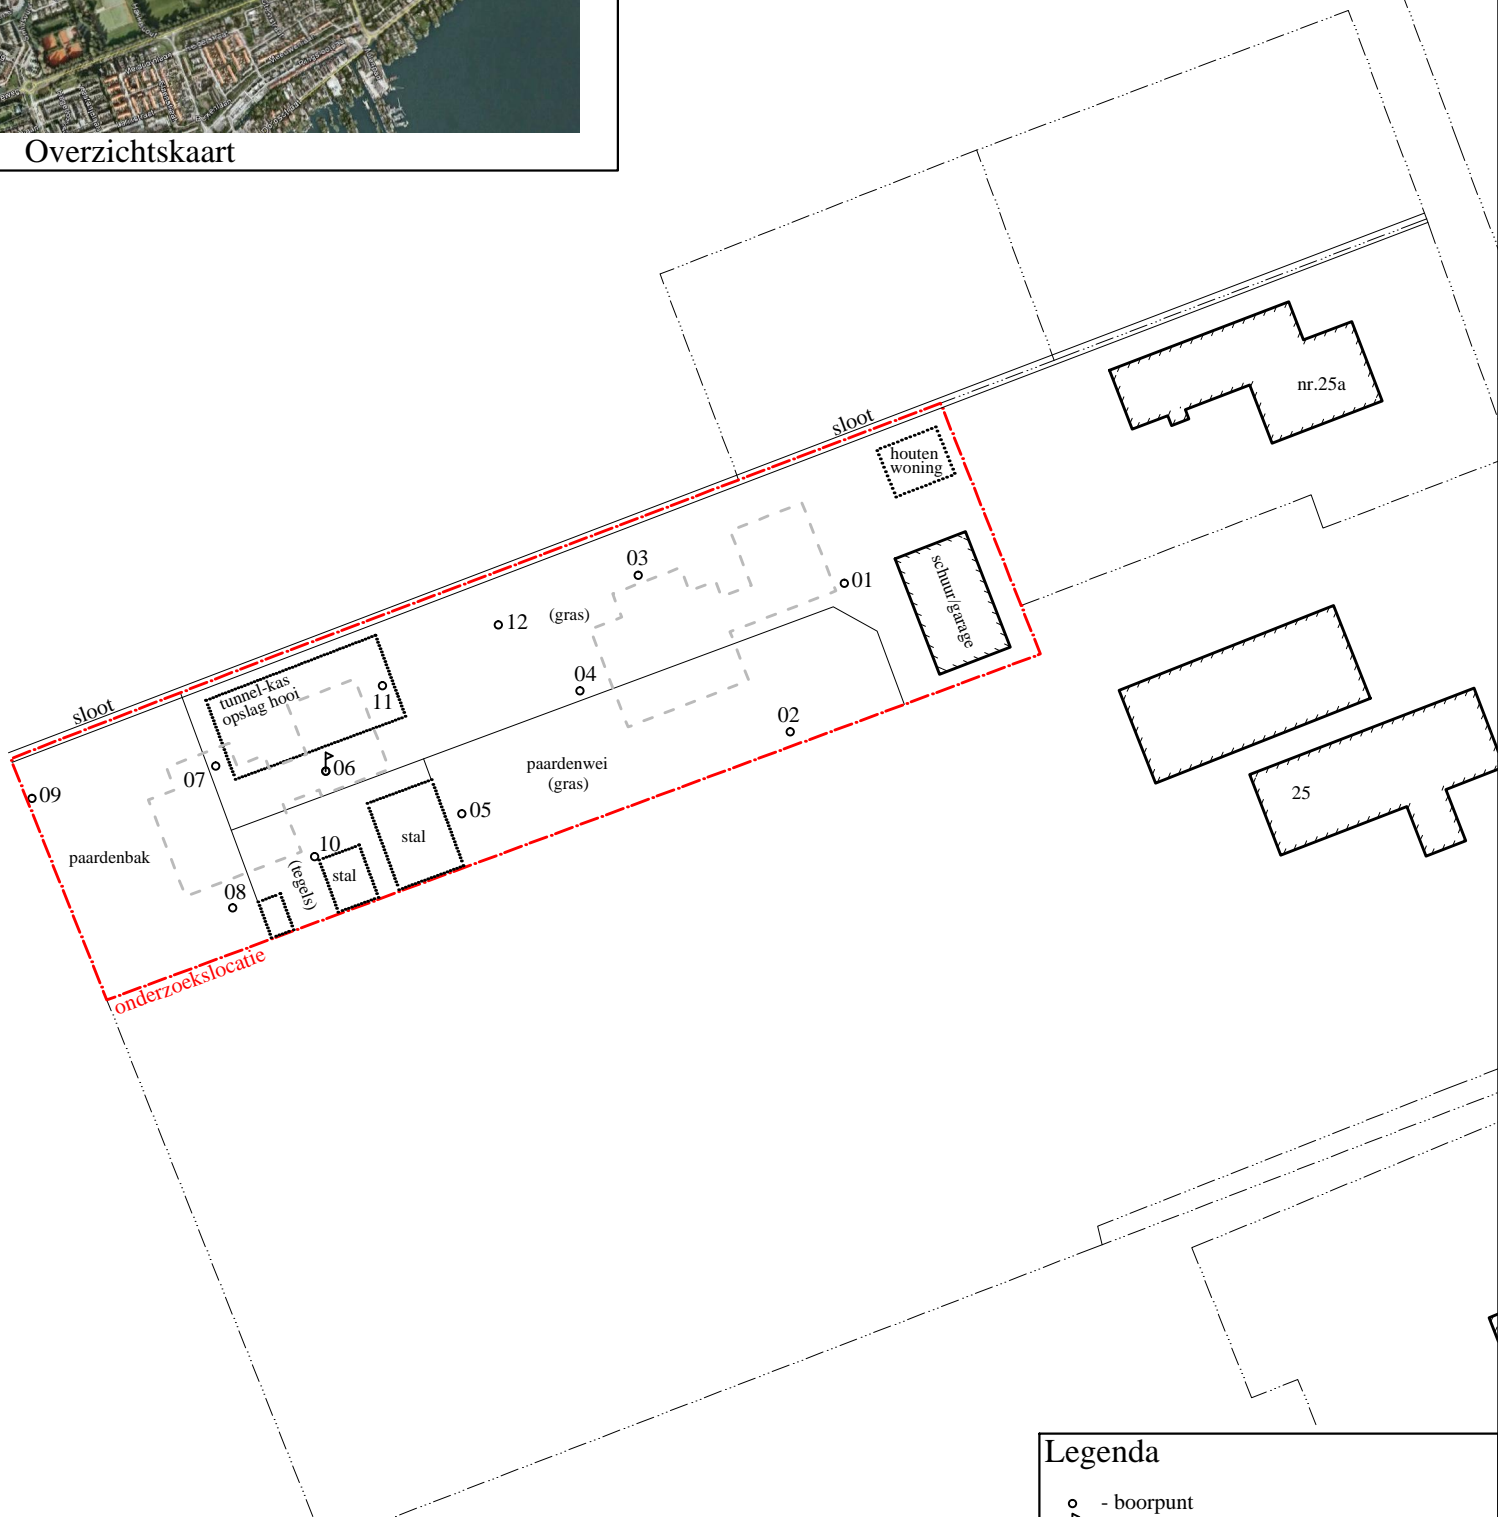 Overzichtskaart
nr.25a
sloot
houten
woning
03
01
schuur/garage
12
(gras)
04
tunnel-kas
opslag hooi
11
sloot
02
07
06
paardenwei
(gras)
09
25
05
10
stal
paardenbak
stal
(tegels)
08
onderzoekslocatie
Legenda
- boorpunt